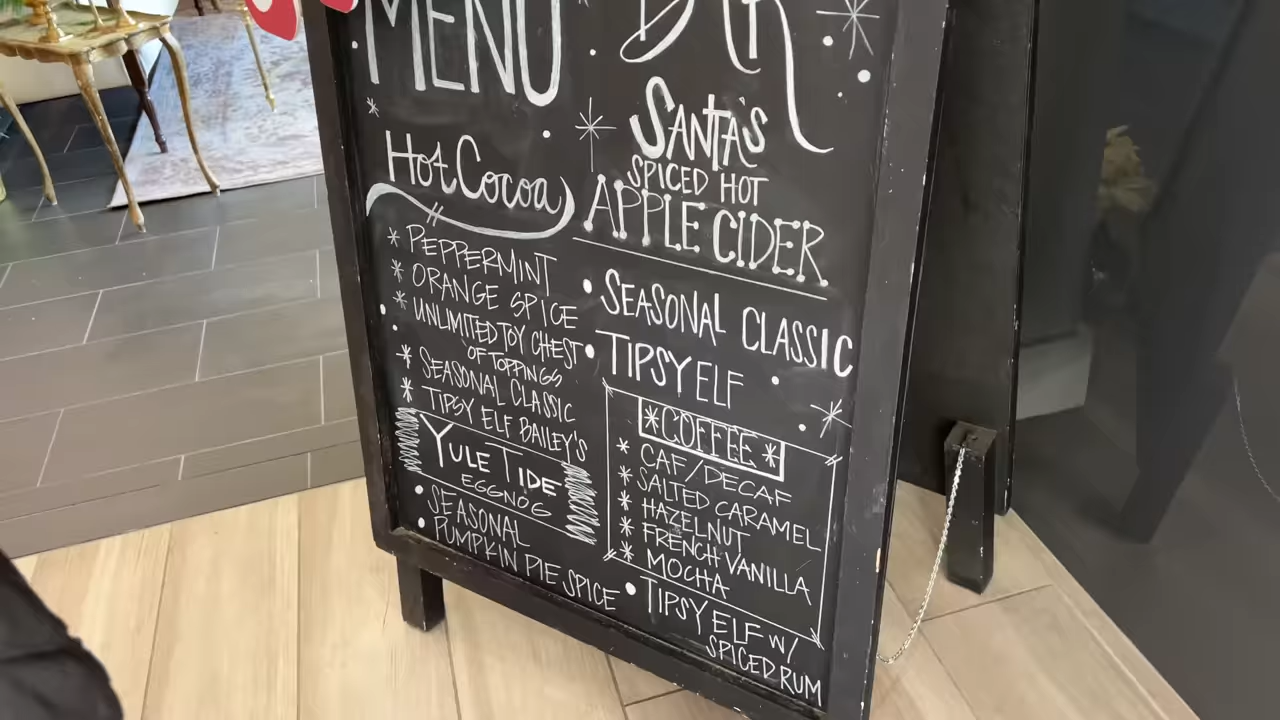 MENU
Hot Cocoa
* PEPPERMINT
* ORANGE SPICE
* UNLIMITED TOY CHEST
OF TOPPINGS
* SEASONAL CLASSIC
* TIPSY ELF BAILEY'S
YULE TIDE
EGGNOG
• SEASONAL
• PUMPKIN PIE SPICE
SANTA'S
SPICED HOT
APPLE CIDER
• SEASONAL CLASSIC
• TIPSY ELF
*COFFEE*
* CAF/DECAF
* SALTED CARAMEL
* HAZELNUT
* FRENCH VANILLA
* MOCHA
• TIPSY ELF W/
SPICED RUM